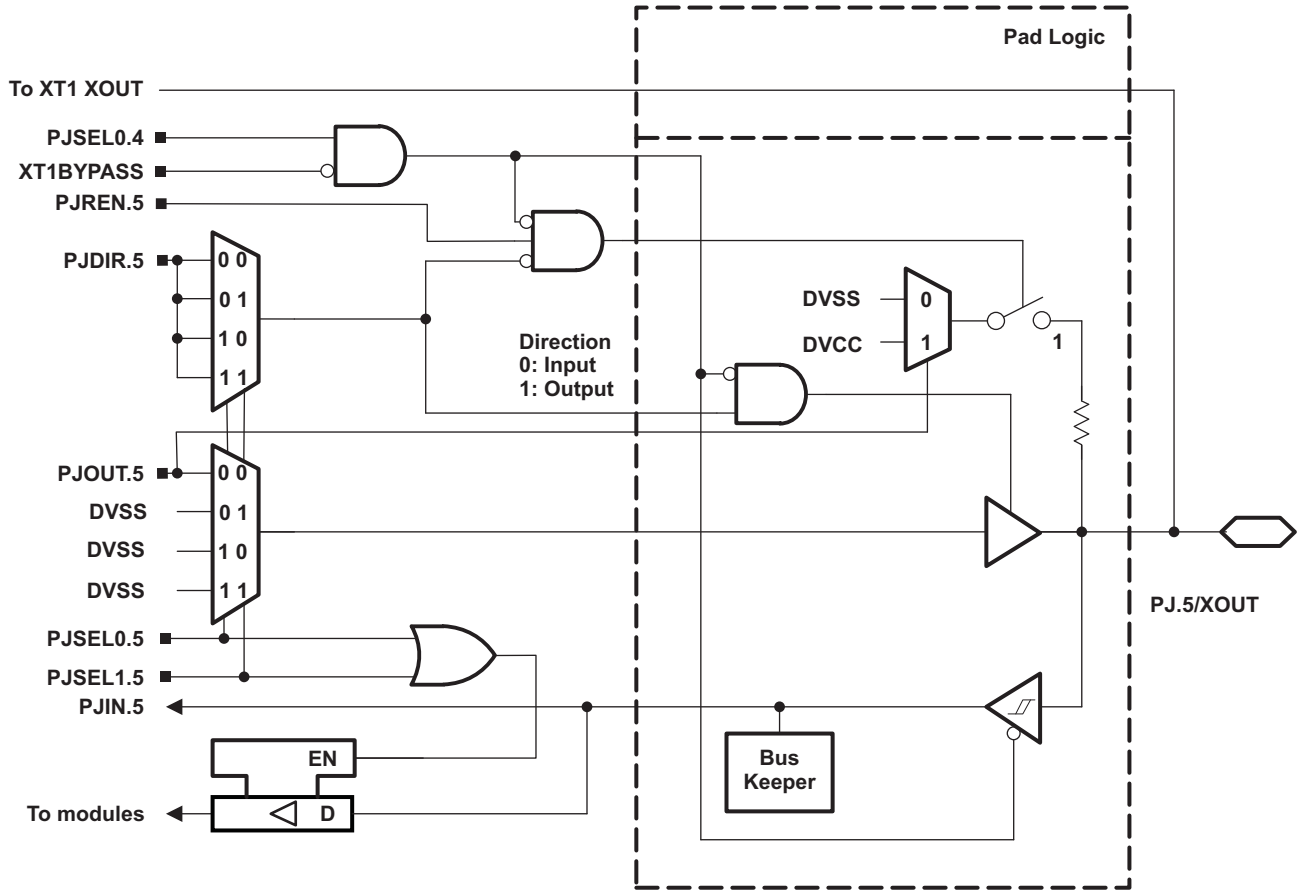 Pad Logic
To XT1 XOUT
PJSEL0.4
XT1BYPASS
PJREN.5
PJDIR.5
0 0
0 1
1 0
1 1
Direction
0: Input
1: Output
DVSS
0
DVCC
1
1
PJOUT.5
0 0
DVSS
0 1
DVSS
1 0
DVSS
1 1
PJ.5/XOUT
PJSEL0.5
PJSEL1.5
PJIN.5
Bus
Keeper
EN
To modules
D